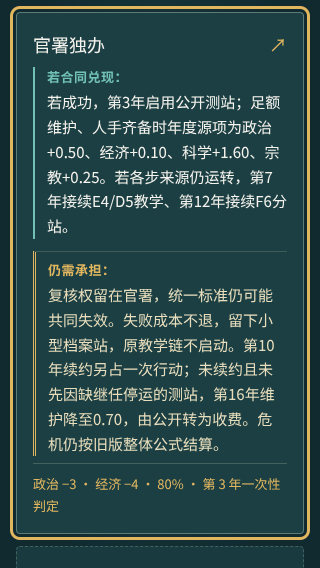 官署独办
↗
若合同兑现：
若成功，第3年启用公开测站；足额
维护、人手齐备时年度源项为政治
+0.50、经济+0.10、科学+1.60、宗
教+0.25。若各步来源仍运转，第7
年接续E4/D5教学、第12年接续F6分
站。
仍需承担：
复核权留在官署，统一标准仍可能
共同失效。失败成本不退，留下小
型档案站，原教学链不启动。第10
年续约另占一次行动；未续约且未
先因缺继任停运的测站，第16年维
护降至0.70，由公开转为收费。危
机仍按旧版整体公式结算。
政治 −3 · 经济 −4 · 80% · 第 3 年一次性
判定